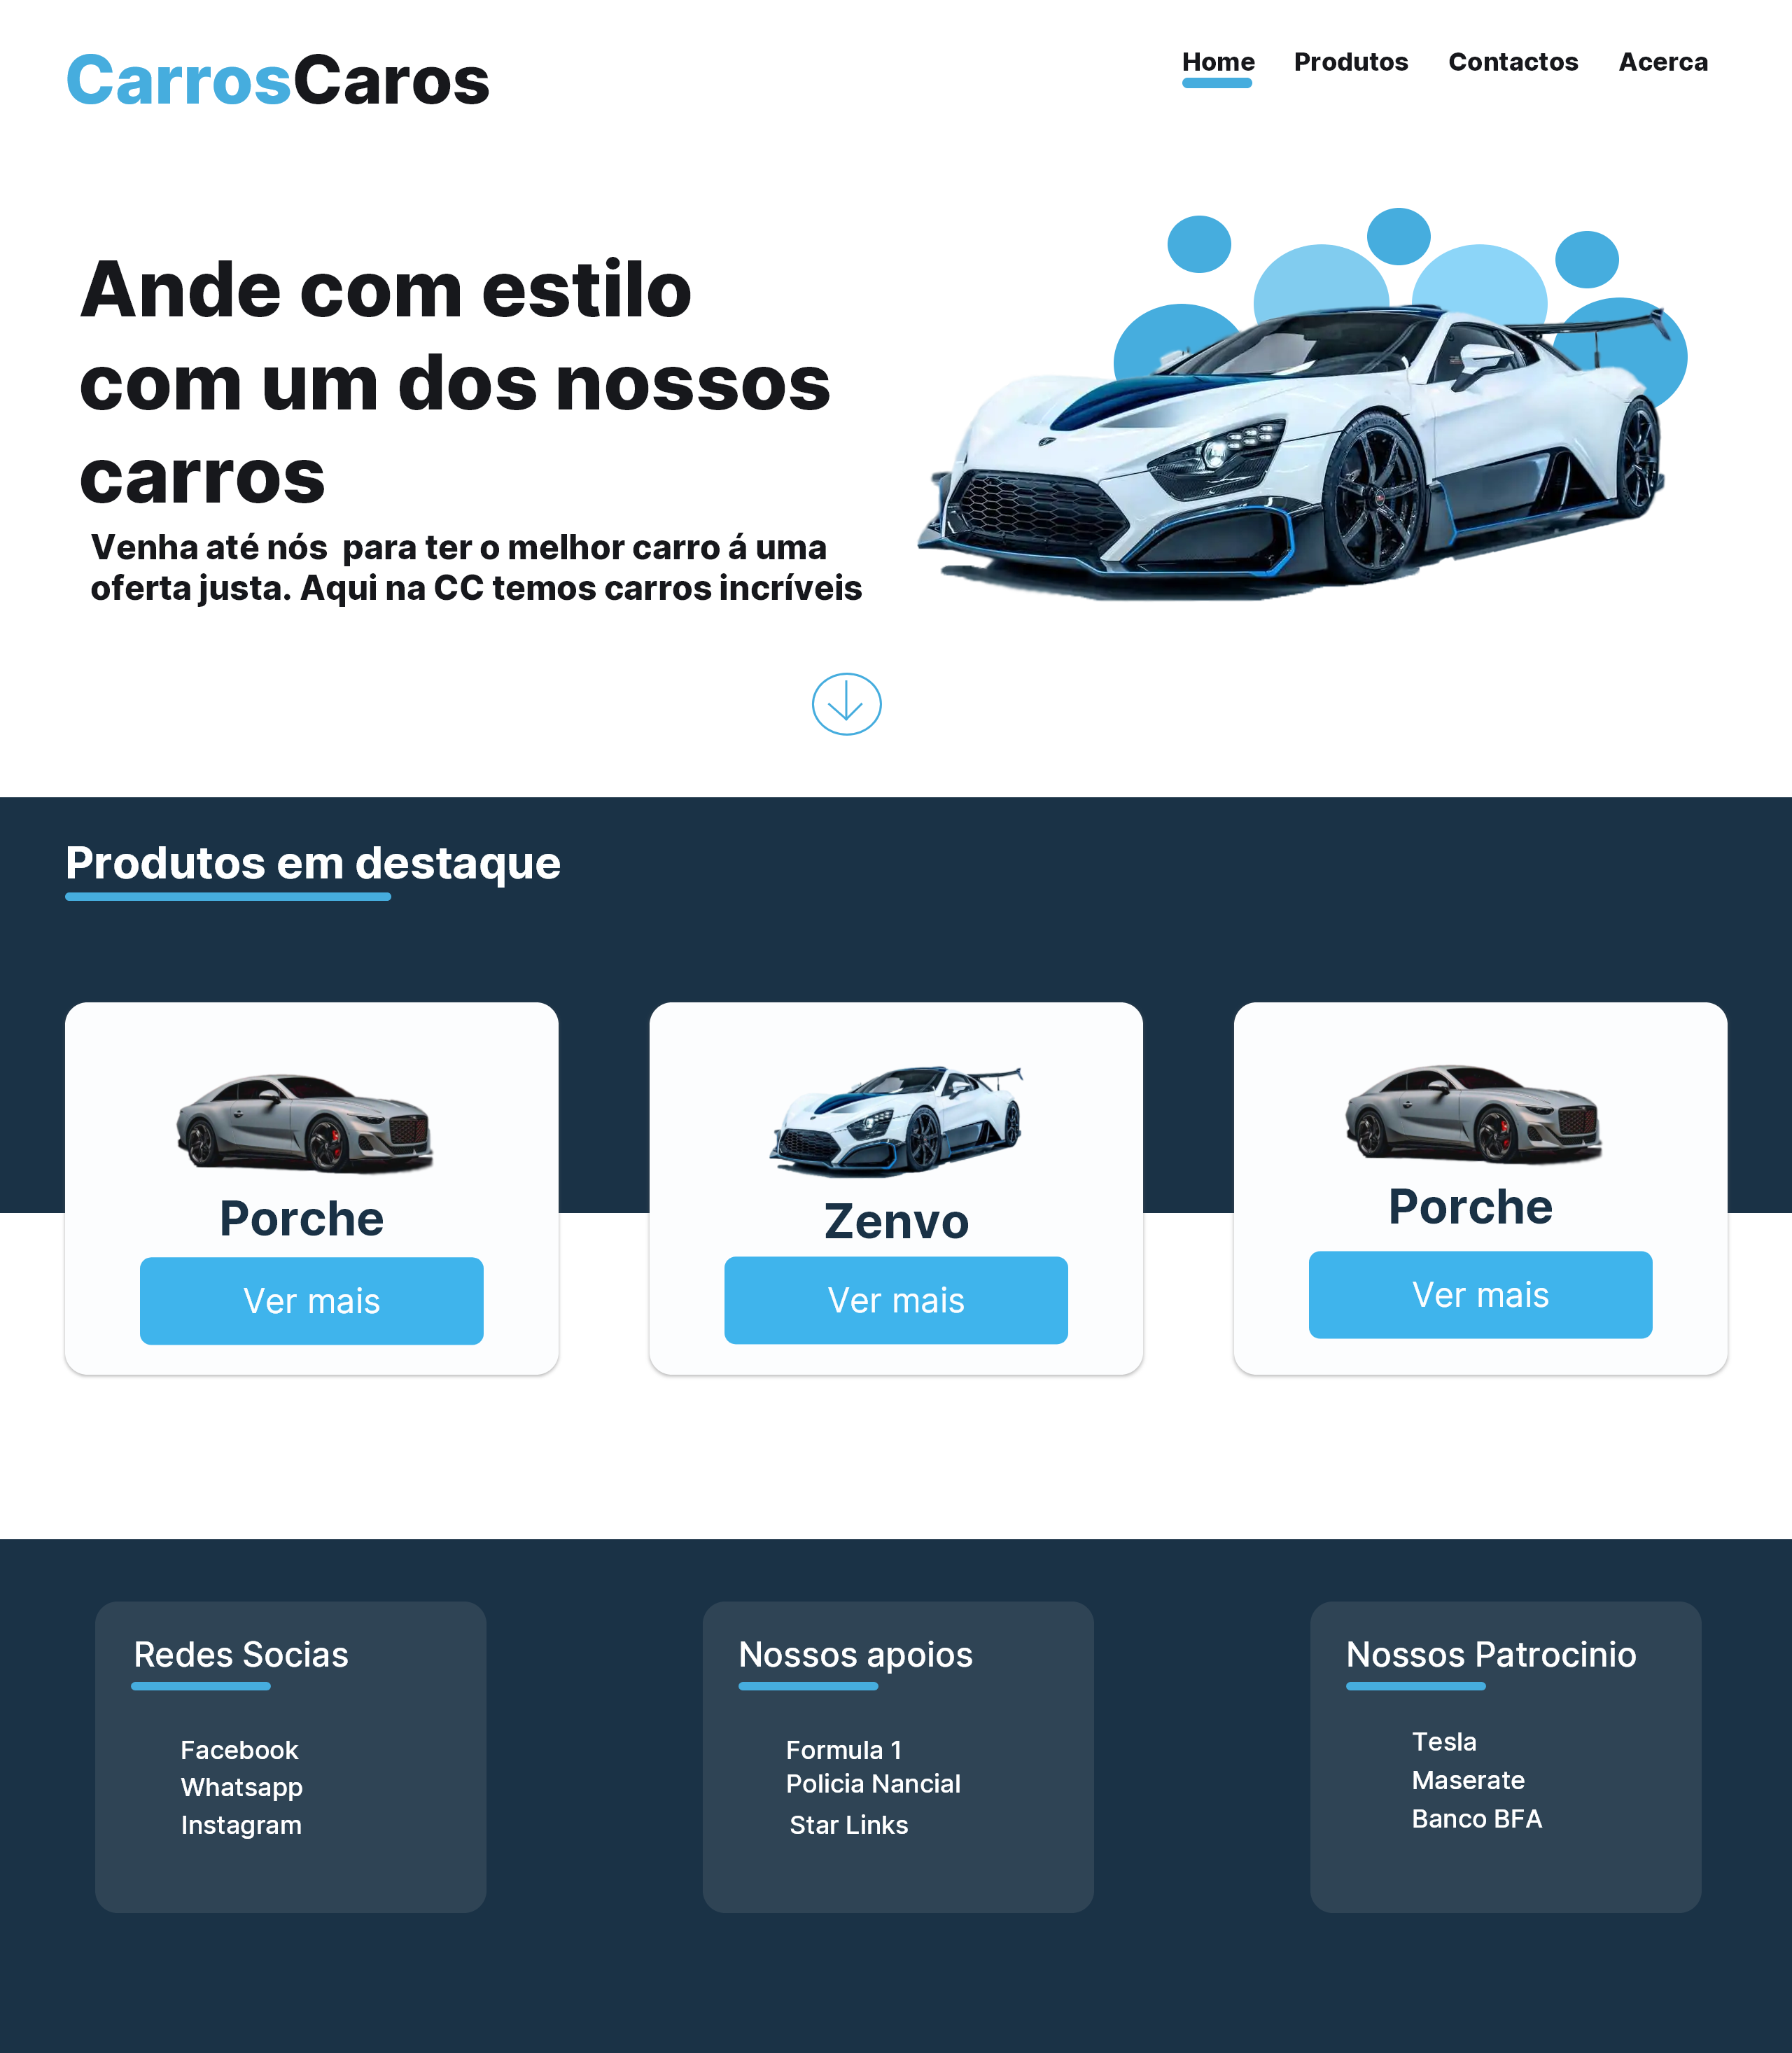 CarrosCaros
Home Produtos Contactos Acerca
Ande com estilo
com um dos nossos
carros
Venha até nós  para ter o melhor carro á uma
oferta justa. Aqui na CC temos carros incríveis
Produtos em destaque
Porche
Ver mais
Zenvo
Ver mais
Porche
Ver mais
Redes Socias
Facebook
Whatsapp
Instagram
Nossos apoios
Formula 1
Policia Nancial
Star Links
Nossos Patrocinio
Tesla
Maserate
Banco BFA